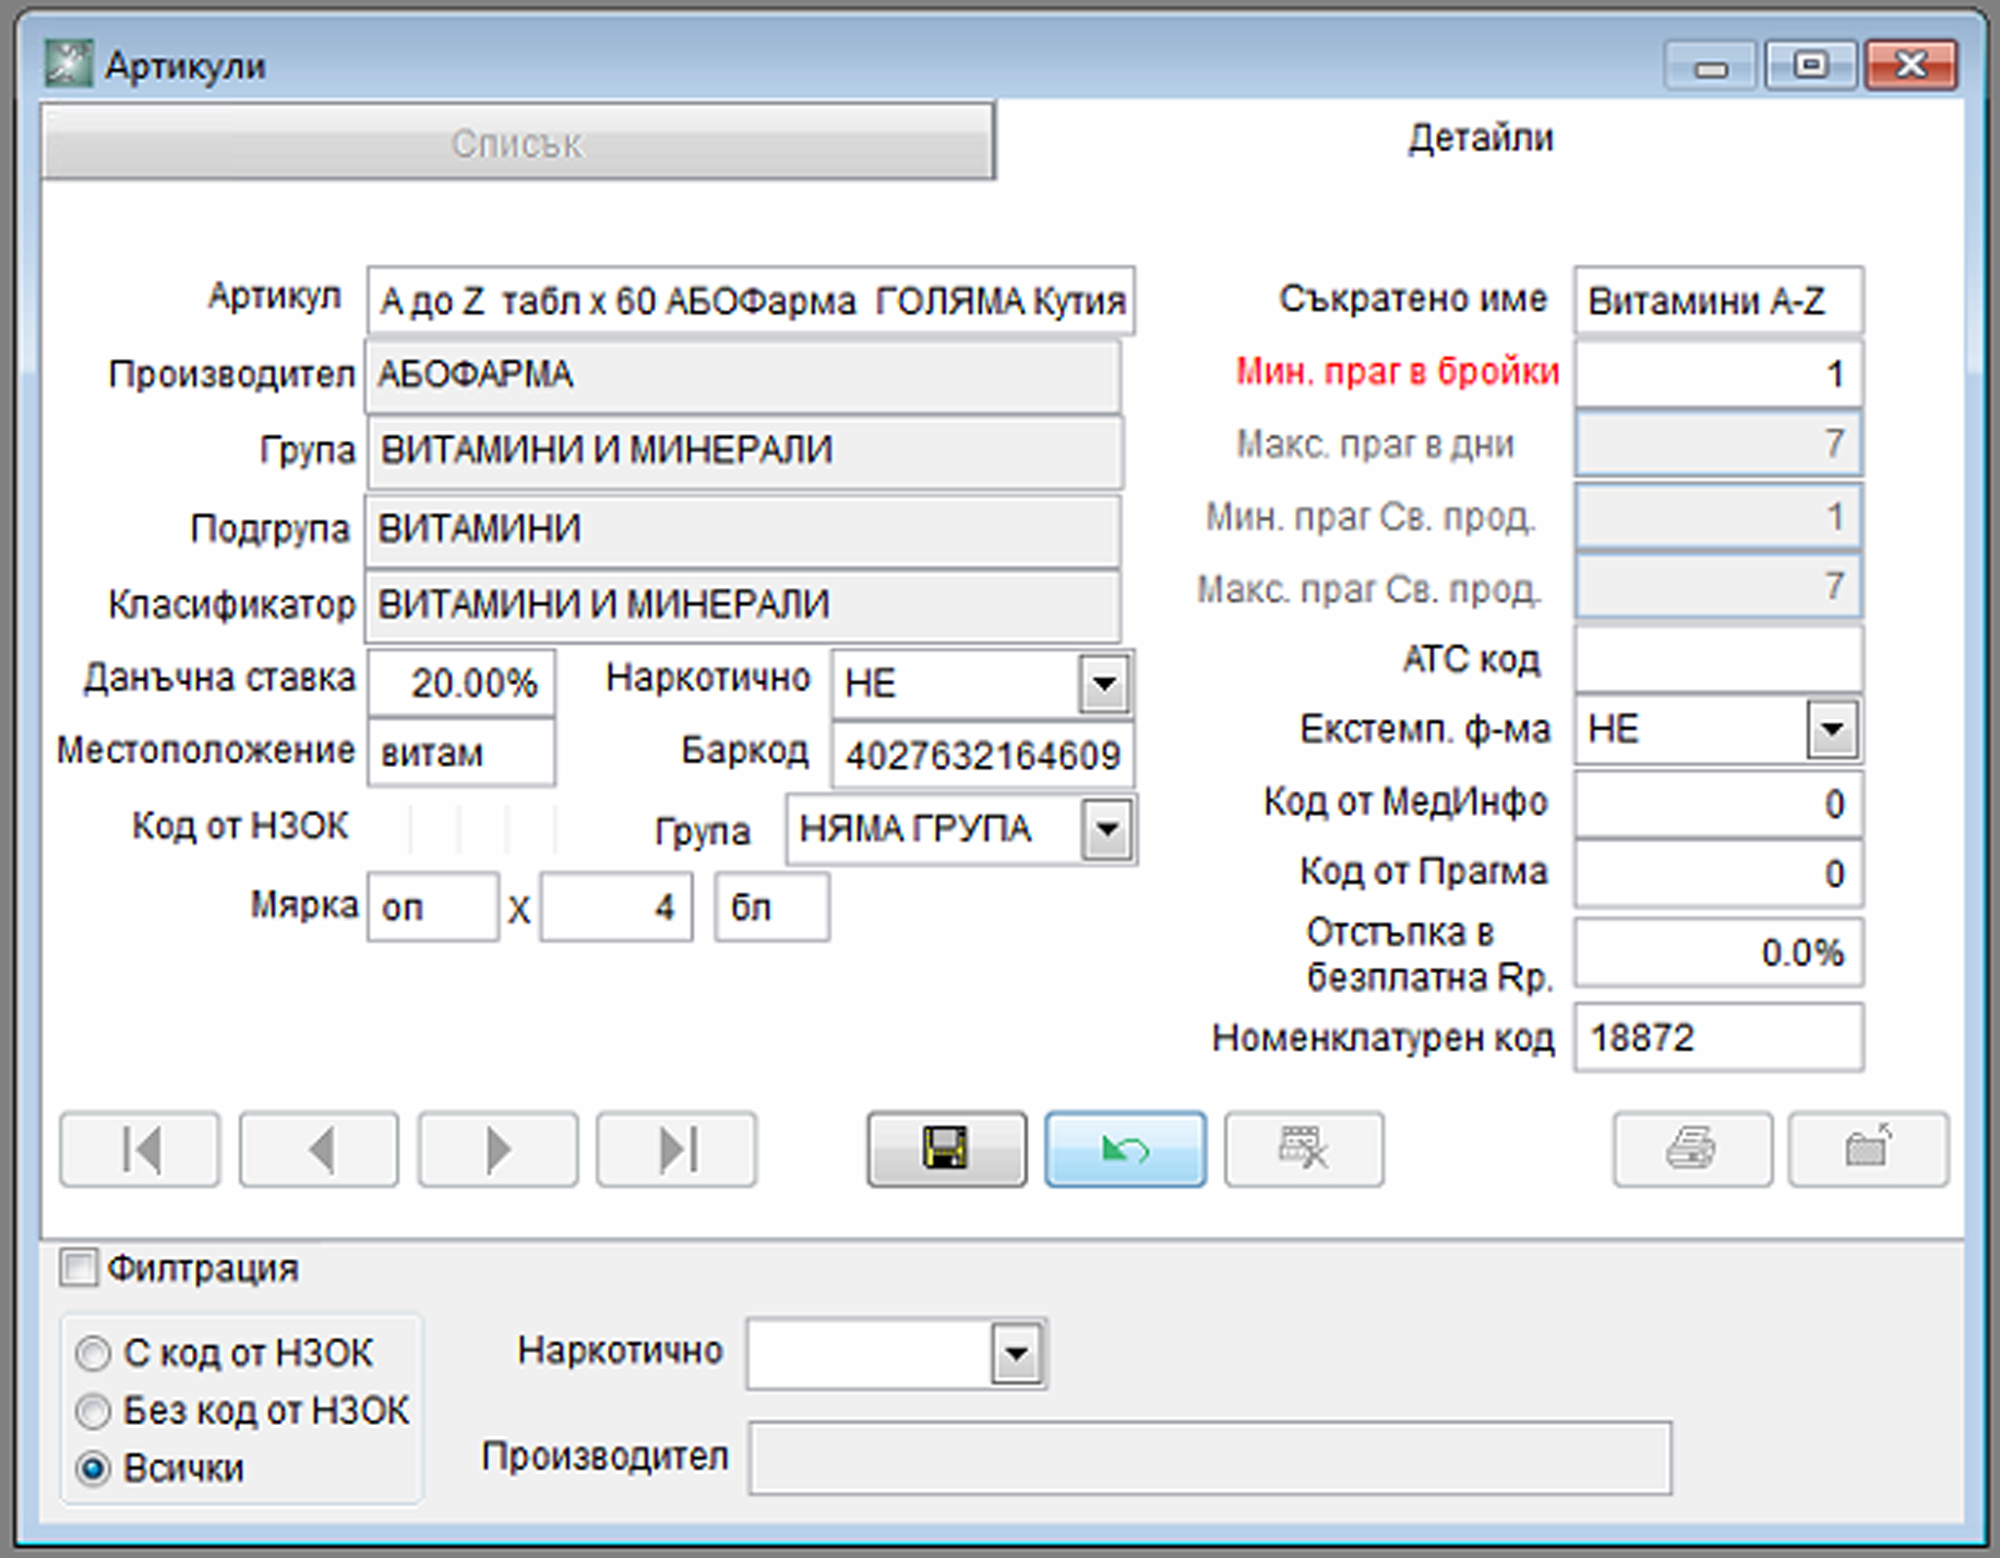 Артикули
Списък
Детайли
Артикул А до Z табл х 60 АБОФарма ГОЛЯМА Кутия
Производител АБОФАРМА
Група ВИТАМИНИ И МИНЕРАЛИ
Подгрупа ВИТАМИНИ
Класификатор ВИТАМИНИ И МИНЕРАЛИ
Данъчна ставка 20.00% Наркотично НЕ
Местоположение витам Баркод 4027632164609
Код от НЗОК Група НЯМА ГРУПА
Мярка оп X 4 бл
Съкратено име Витамини A-Z
Мин. праг в бройки 1
Макс. праг в дни 7
Мин. праг Св. прод. 1
Макс. праг Св. прод. 7
АТС код
Екстемп. ф-ма НЕ
Код от МедИнфо 0
Код от Прагма 0
Отстъпка в
безплатна Rp. 0.0%
Номенклатурен код 18872
Филтрация
С код от НЗОК
Без код от НЗОК
Всички
Наркотично
Производител